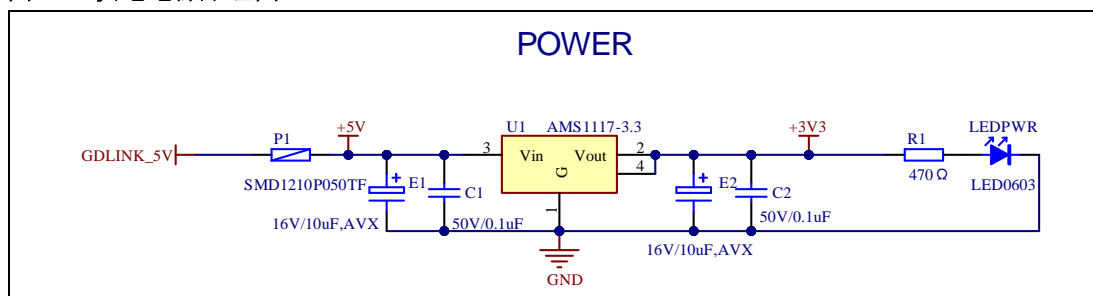 POWER
U1 AMS1117-3.3
+5V
+3V3
LEDPWR
P1
R1
GDLINK_5V
3 Vin Vout 2
4
G
1
SMD1210P050TF
E1
C1
E2
C2
470Ω
LED0603
16V/10uF,AVX
50V/0.1uF
50V/0.1uF
16V/10uF,AVX
GND